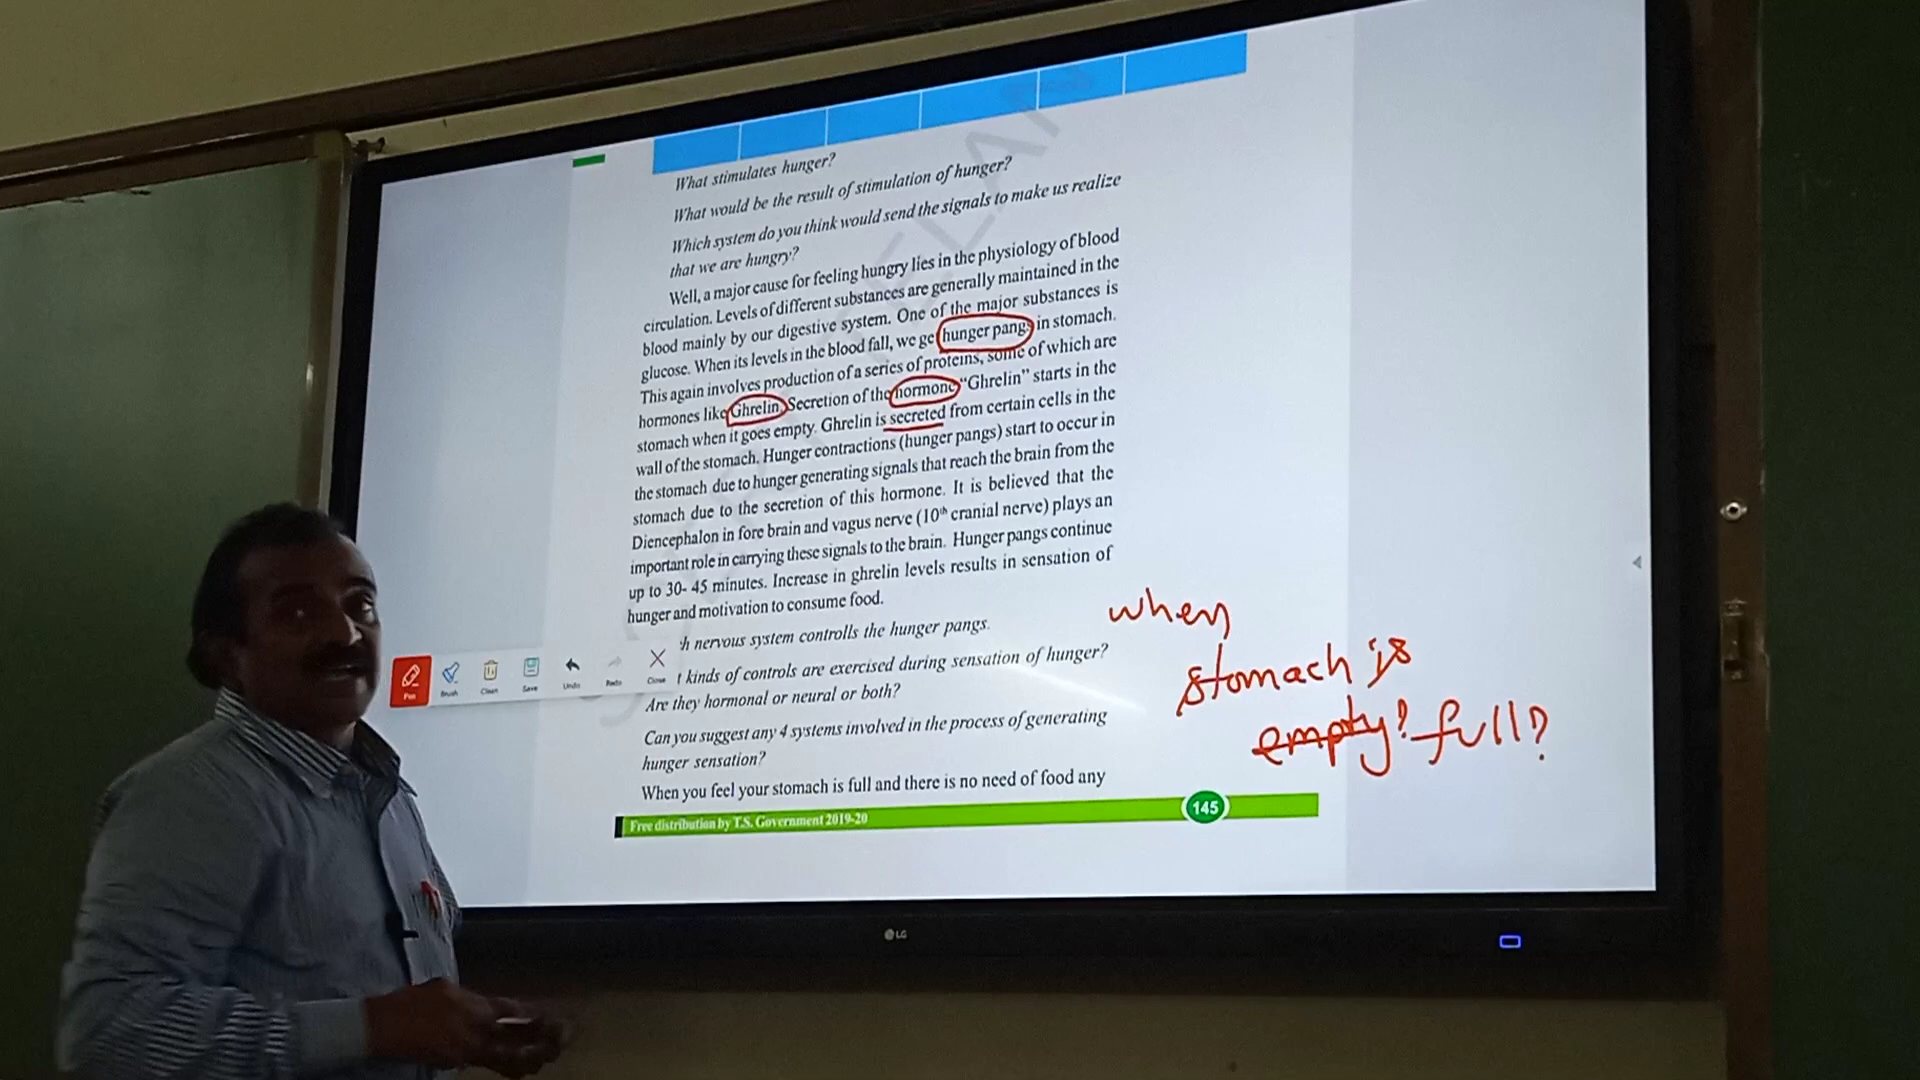 What stimulates hunger?
What would be the result of stimulation of hunger?
Which system do you think would send the signals to make us realize
that we are hungry?
Well, a major cause for feeling hungry lies in the physiology of blood
circulation. Levels of different substances are generally maintained in the
blood mainly by our digestive system. One of the major substances is
glucose. When its levels in the blood fall, we ge hunger pangs in stomach.
This again involves production of a series of proteins, some of which are
hormones like Ghrelin. Secretion of the hormone "Ghrelin" starts in the
stomach when it goes empty. Ghrelin is secreted from certain cells in the
wall of the stomach. Hunger contractions (hunger pangs) start to occur in
the stomach due to hunger generating signals that reach the brain from the
stomach due to the secretion of this hormone. It is believed that the
Diencephalon in fore brain and vagus nerve (10th cranial nerve) plays an
important role in carrying these signals to the brain. Hunger pangs continue
up to 30- 45 minutes. Increase in ghrelin levels results in sensation of
hunger and motivation to consume food.
h nervous system controlls the hunger pangs.
t kinds of controls are exercised during sensation of hunger?
Are they hormonal or neural or both?
Can you suggest any 4 systems involved in the process of generating
hunger sensation?
When you feel your stomach is full and there is no need of food any
Free distribution by T.S. Government 2019-20
145
when
stomach is
empty? full?
Pen Brush Clean Save Undo Redo Close
LG